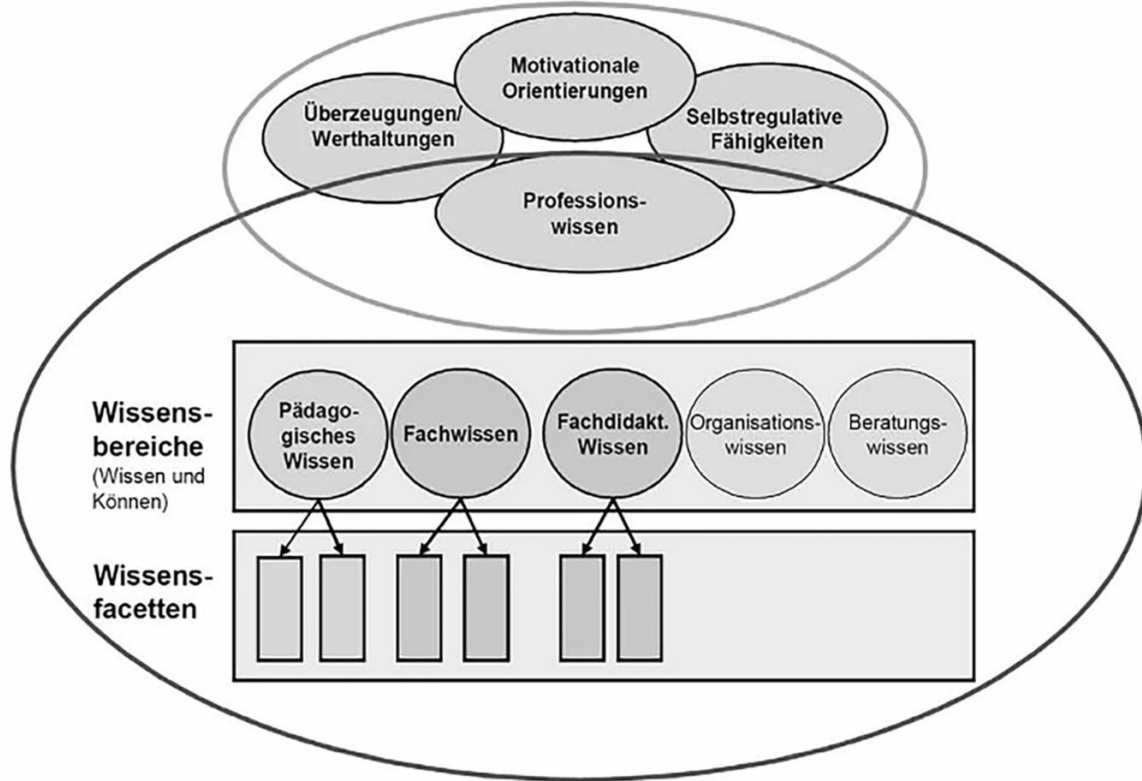 Motivationale
Orientierungen
Überzeugungen/
Werthaltungen
Selbstregulative
Fähigkeiten
Professions-
wissen
Wissens-
bereiche
(Wissen und
Können)
Pädago-
gisches
Wissen
Fachwissen
Fachdidakt.
Wissen
Organisations-
wissen
Beratungs-
wissen
Wissens-
facetten